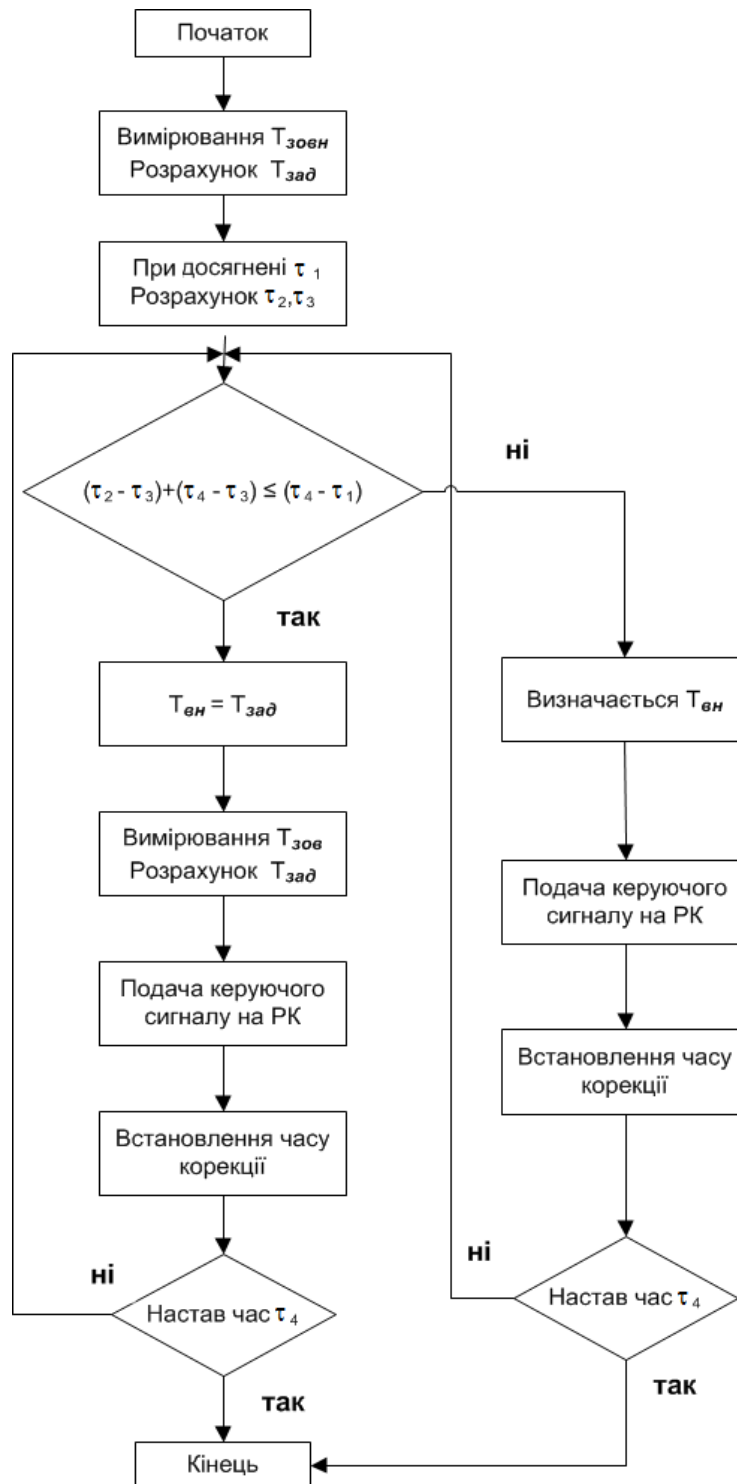 Початок
Вимірювання Tзовн
Розрахунок Tзад
При досягнені τ1
Розрахунок τ2,τ3
(τ2 - τ3)+(τ4 - τ3) ≤ (τ4 - τ1)
ні
так
Tвн = Tзад
Визначається Tвн
Вимірювання Tзов
Розрахунок Tзад
Подача керуючого
сигналу на РК
Подача керуючого
сигналу на РК
Встановлення часу
корекції
Встановлення часу
корекції
ні
Настав час τ4
так
ні
Настав час τ4
так
Кінець